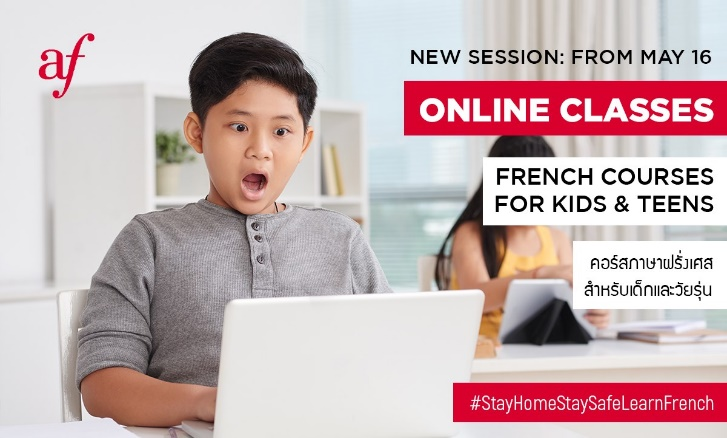 af
NEW SESSION: FROM MAY 16
ONLINE CLASSES
FRENCH COURSES
FOR KIDS & TEENS
คอร์สภาษาฝรั่งเศส
สำหรับเด็กและวัยรุ่น
#StayHomeStaySafeLearnFrench